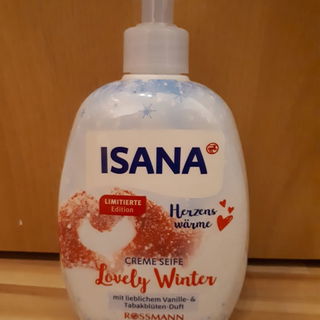 ISANA
LIMITIERTE
Edition
Herzens
wärme
CREME SEIFE
Lovely Winter
mit lieblichem Vanille- &
Tabakblüten-Duft
ROSSMANN